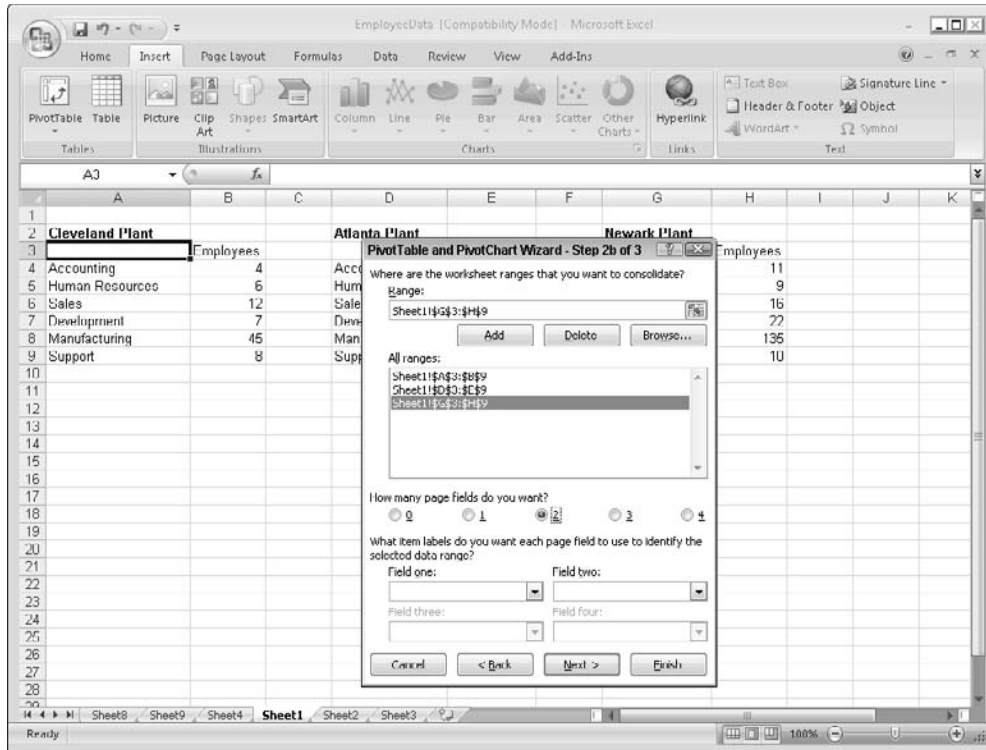 EmployeeData [Compatibility Mode] - Microsoft Excel
Home Insert Page Layout Formulas Data Review View Add-Ins
PivotTable Table Picture Clip Art Shapes SmartArt Column Line Pie Bar Area Scatter Other Charts Hyperlink
Text Box
Header & Footer
WordArt
Signature Line
Object
Symbol
Tables Illustrations Charts Links Text
A3 fx
A B C D E F G H I J K
1
2 Cleveland Plant Atlanta Plant Newark Plant
3 Employees Employees
4 Accounting 4 Acco 11
5 Human Resources 6 Hum 9
6 Sales 12 Sale 16
7 Development 7 Deve 22
8 Manufacturing 45 Man 135
9 Support 8 Supp 10
10
11
12
13
14
15
16
17
18
19
20
21
22
23
24
25
26
27
28
29
PivotTable and PivotChart Wizard - Step 2b of 3
Where are the worksheet ranges that you want to consolidate?
Range:
Sheet1!$G$3:$H$9
Add Delete Browse...
All ranges:
Sheet1!$A$3:$B$9
Sheet1!$D$3:$E$9
Sheet1!$G$3:$H$9
How many page fields do you want?
0 1 2 3 4
What item labels do you want each page field to use to identify the
selected data range?
Field one: Field two:
Field three: Field four:
Cancel < Back Next > Finish
Sheet8 Sheet9 Sheet4 Sheet1 Sheet2 Sheet3
Ready 100%